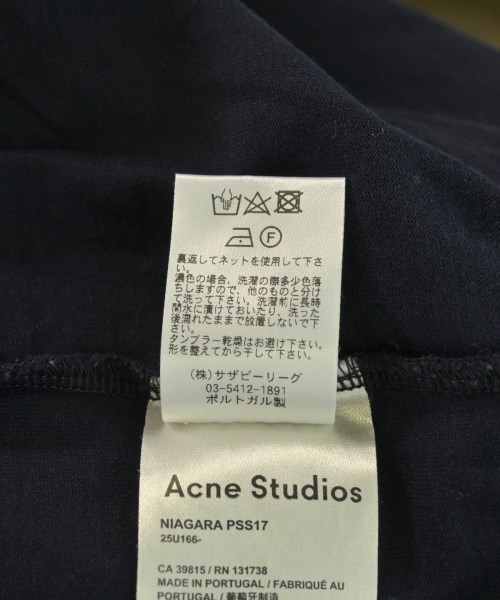 F
裏返してネットを使用して下さ
い。
濃色の場合、洗濯の際多少色落
ちしますので、他のものと分け
て洗って下さい。洗濯前に長時
間水に漬けておいたり、洗った
後濡れたままで放置しないで下
さい。
タンブラー乾燥はお避け下さい。
形を整えてから干して下さい。
(株)サザビーリーグ
03-5412-1891
ポルトガル製
Acne Studios
NIAGARA PSS17
25U166-
CA 39815 / RN 131738
MADE IN PORTUGAL / FABRIQUÉ AU
PORTUGAL / 葡萄牙制造